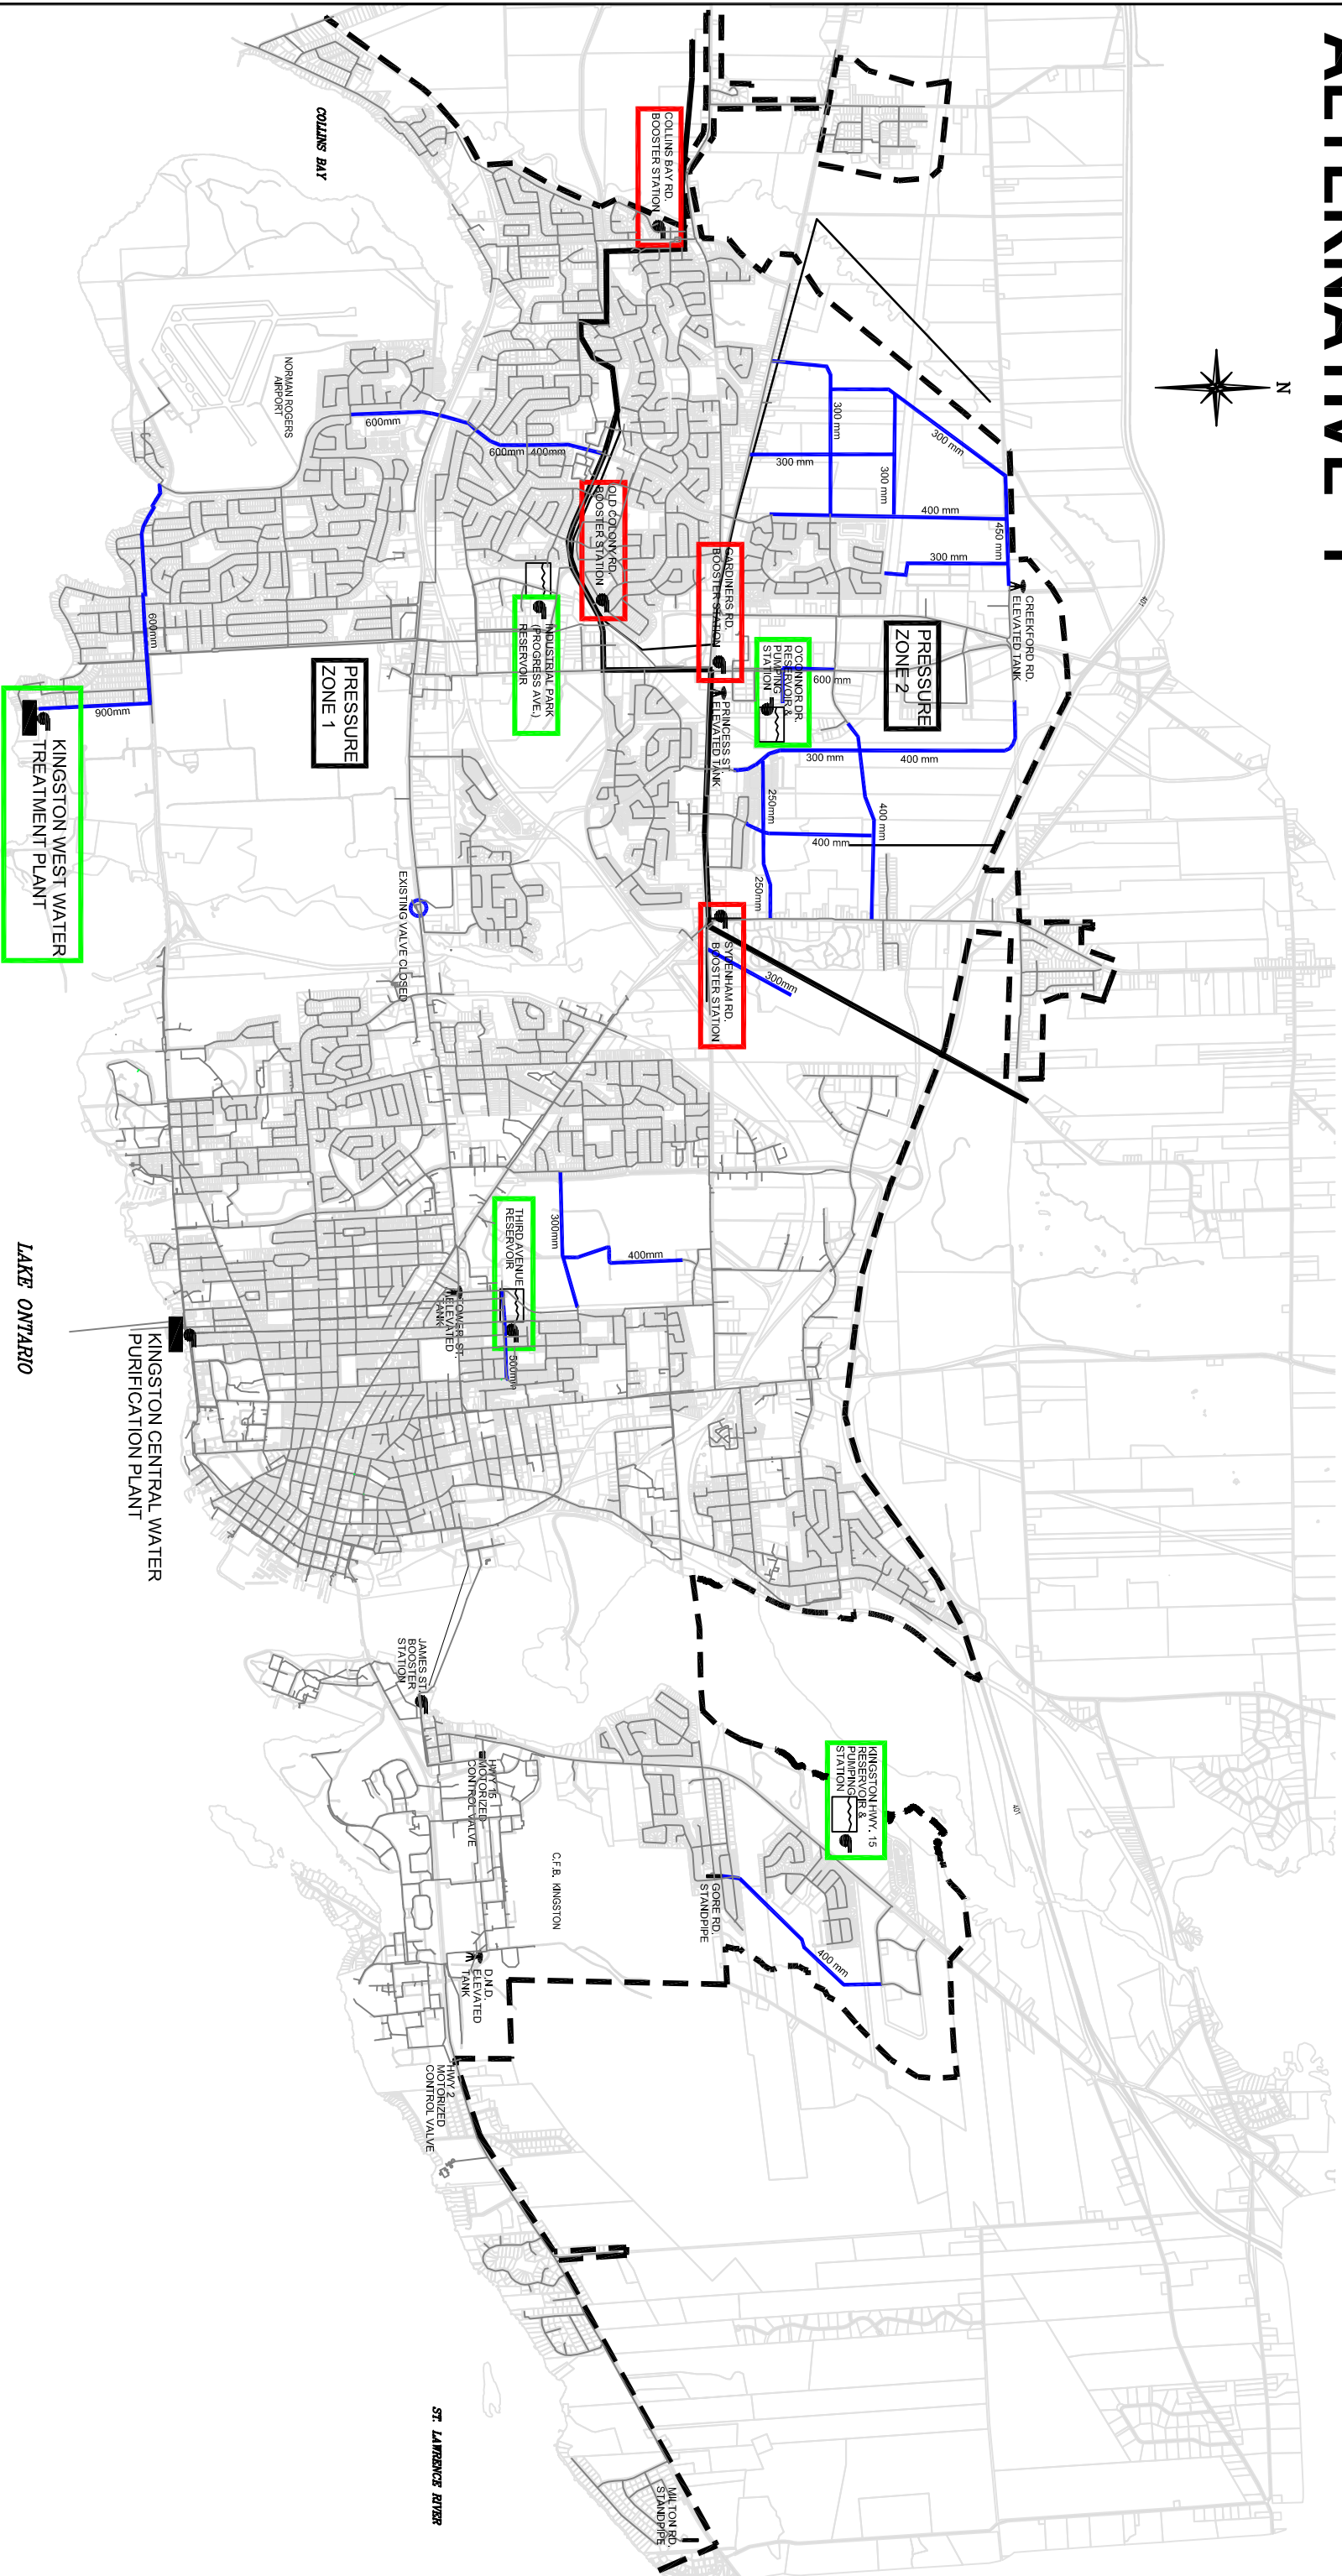 ALTERNATIVE 1
N
COLLINS BAY
COLLINS BAY RD.
BOOSTER STATION
NORMAN ROGERS
AIRPORT
600mm
600mm
400mm
300 mm
300 mm
300 mm
300 mm
400 mm
450 mm
300 mm
401
CREEKFORD RD.
ELEVATED TANK
OLD COLONY RD.
BOOSTER STATION
GARDINERS RD.
BOOSTER STATION
INDUSTRIAL PARK
(PROGRESS AVE.)
RESERVOIR
O'CONNOR DR.
RESERVOIR &
PUMPING
STATION
600 mm
PRESSURE
ZONE 2
PRESSURE
ZONE 1
600mm
900mm
KINGSTON WEST WATER
TREATMENT PLANT
PRINCESS ST.
ELEVATED TANK
300 mm
400 mm
250mm
400 mm
400 mm
250mm
EXISTING VALVE CLOSED
SYDENHAM RD.
BOOSTER STATION
300mm
THIRD AVENUE
RESERVOIR
300mm
400mm
500mm
TOWER ST.
ELEVATED
TANK
LAKE ONTARIO
KINGSTON CENTRAL WATER
PURIFICATION PLANT
JAMES ST.
BOOSTER
STATION
HWY 15
MOTORIZED
CONTROL VALVE
C.F.B. KINGSTON
KINGSTON HWY. 15
RESERVOIR &
PUMPING
STATION
401
GORE RD.
STANDPIPE
400 mm
D.N.D.
ELEVATED
TANK
HWY 2
MOTORIZED
CONTROL VALVE
ST. LAWRENCE RIVER
MILTON RD.
STANDPIPE